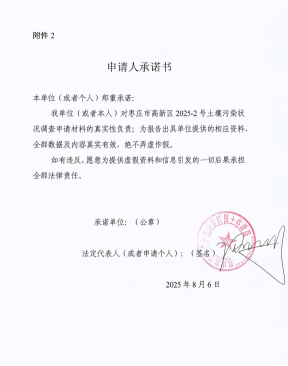 附件 2
申请人承诺书
本单位（或者个人）郑重承诺：
我单位（或者本人）对枣庄市高新区 2025-2 号土壤污染状
况调查申请材料的真实性负责；为报告出具单位提供的相应资料，
全部数据及内容真实有效，绝不弄虚作假。
如有违反，愿意为提供虚假资料和信息引发的一切后果承担
全部法律责任。
承诺单位：（公章）
法定代表人（或者申请个人）：（签名）
2025 年 8 月 6 日